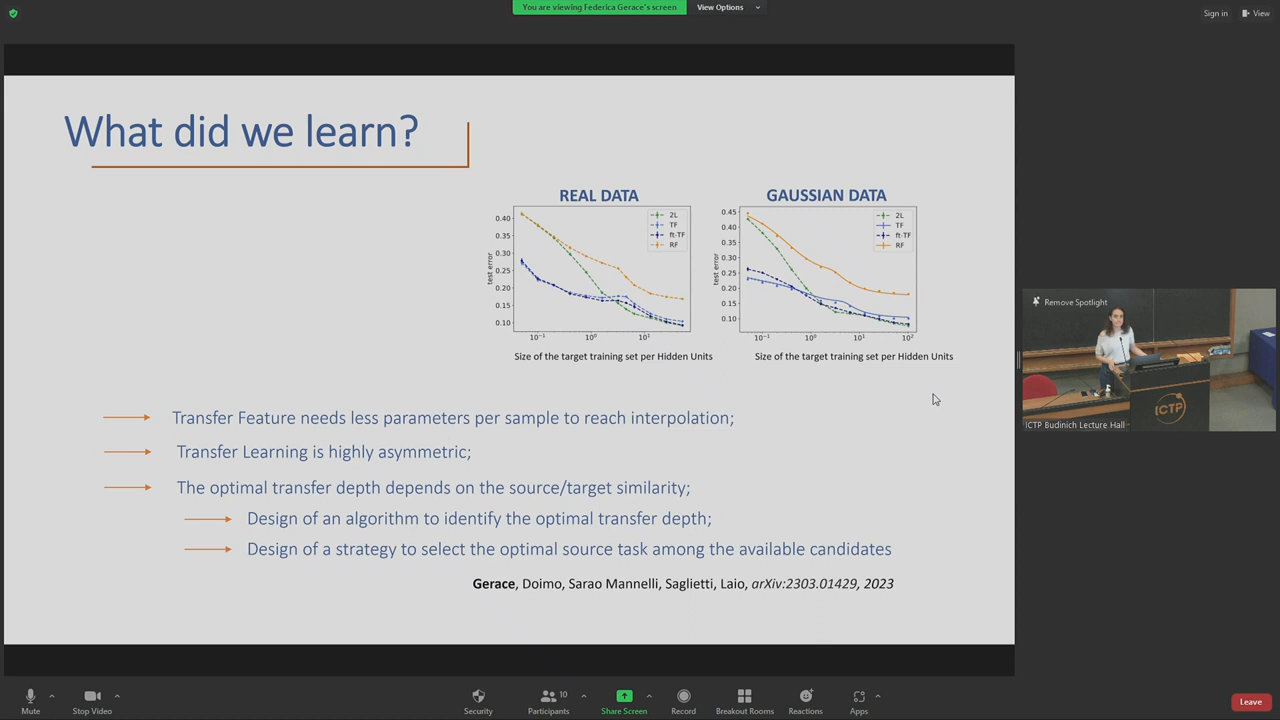 You are viewing Federica Gerace's screen
View Options
Sign in
View
What did we learn?
REAL DATA
GAUSSIAN DATA
0.40
0.35
0.30
0.25
0.20
0.15
0.10
test error
2L
TF
ft-TF
RF
10⁻¹
10⁰
10¹
Size of the target training set per Hidden Units
0.45
0.40
0.35
0.30
0.25
0.20
0.15
0.10
test error
2L
TF
ft-TF
RF
10⁻¹
10⁰
10¹
10²
Size of the target training set per Hidden Units
Transfer Feature needs less parameters per sample to reach interpolation;
Transfer Learning is highly asymmetric;
The optimal transfer depth depends on the source/target similarity;
Design of an algorithm to identify the optimal transfer depth;
Design of a strategy to select the optimal source task among the available candidates
Gerace, Doimo, Sarao Mannelli, Saglietti, Laio, arXiv:2303.01429, 2023
Remove Spotlight
ICTP
ICTP Budinich Lecture Hall
Mute
Stop Video
Security
Participants
10
Share Screen
Record
Breakout Rooms
Reactions
Apps
Leave